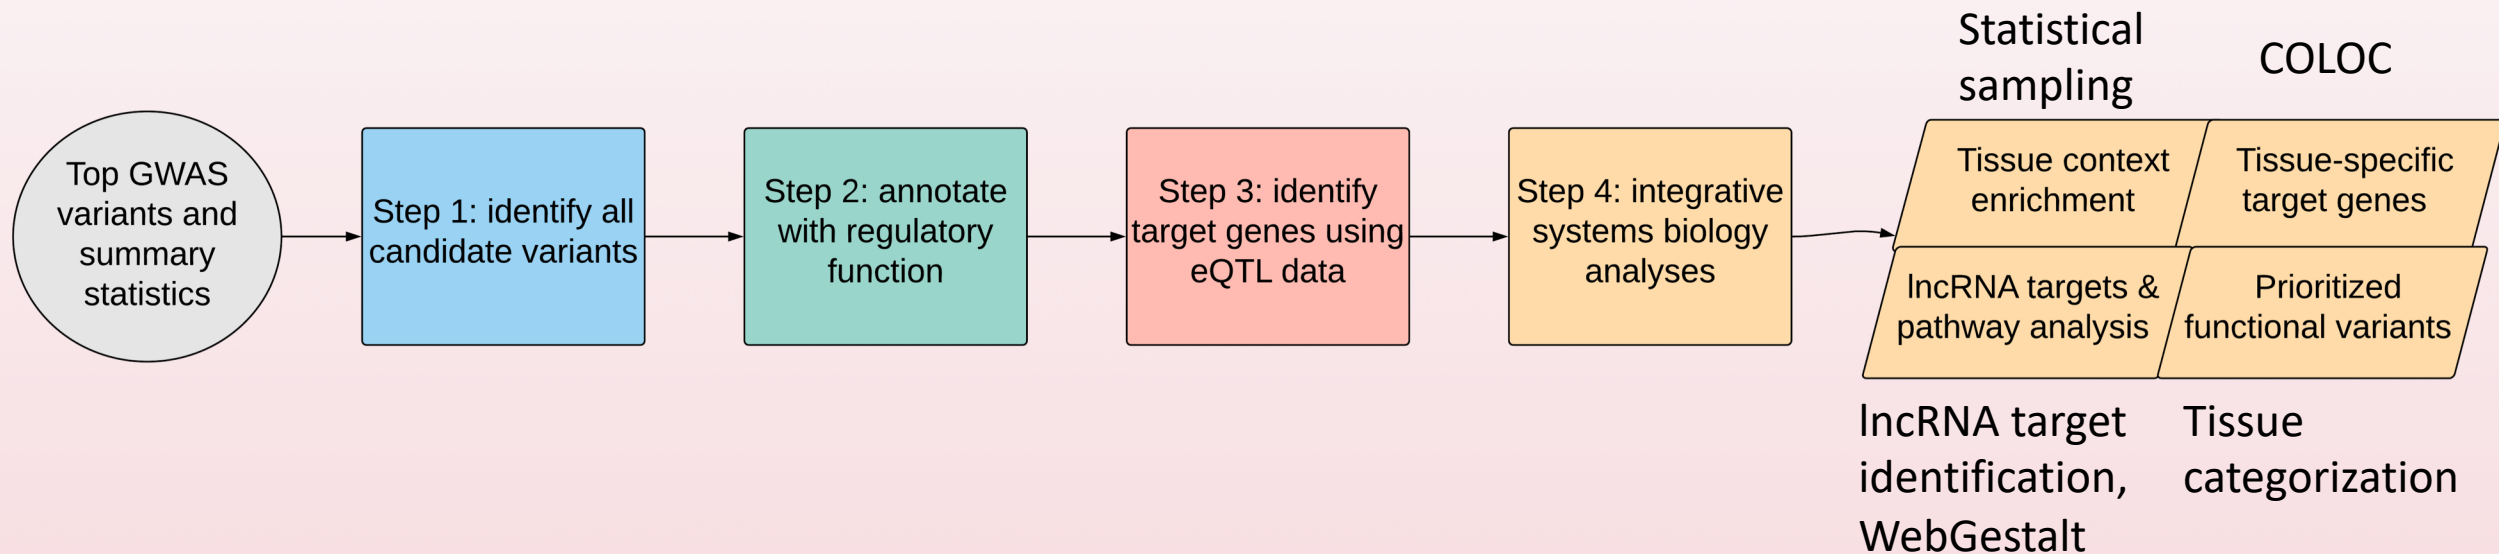 Top GWAS
variants and
summary
statistics
Step 1: identify all
candidate variants
Step 2: annotate
with regulatory
function
Step 3: identify
target genes using
eQTL data
Step 4: integrative
systems biology
analyses
Statistical
sampling
COLOC
Tissue context
enrichment
Tissue-specific
target genes
lncRNA targets &
pathway analysis
Prioritized
functional variants
lncRNA target
identification,
WebGestalt
Tissue
categorization